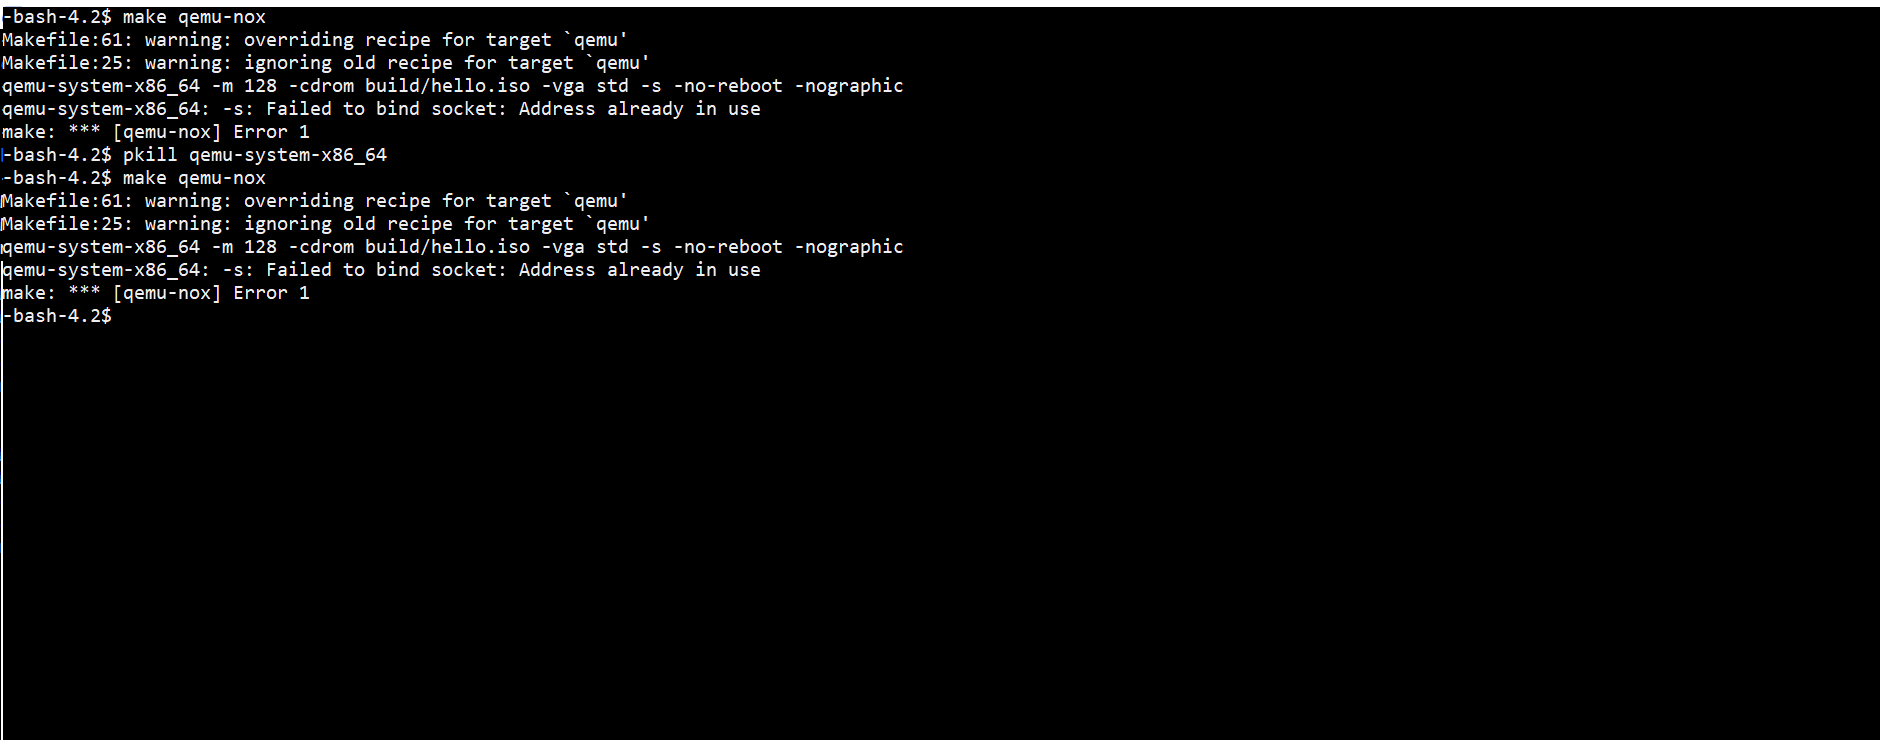 -bash-4.2$ make qemu-nox
Makefile:61: warning: overriding recipe for target `qemu'
Makefile:25: warning: ignoring old recipe for target `qemu'
qemu-system-x86_64 -m 128 -cdrom build/hello.iso -vga std -s -no-reboot -nographic
qemu-system-x86_64: -s: Failed to bind socket: Address already in use
make: *** [qemu-nox] Error 1
-bash-4.2$ pkill qemu-system-x86_64
-bash-4.2$ make qemu-nox
Makefile:61: warning: overriding recipe for target `qemu'
Makefile:25: warning: ignoring old recipe for target `qemu'
qemu-system-x86_64 -m 128 -cdrom build/hello.iso -vga std -s -no-reboot -nographic
qemu-system-x86_64: -s: Failed to bind socket: Address already in use
make: *** [qemu-nox] Error 1
-bash-4.2$